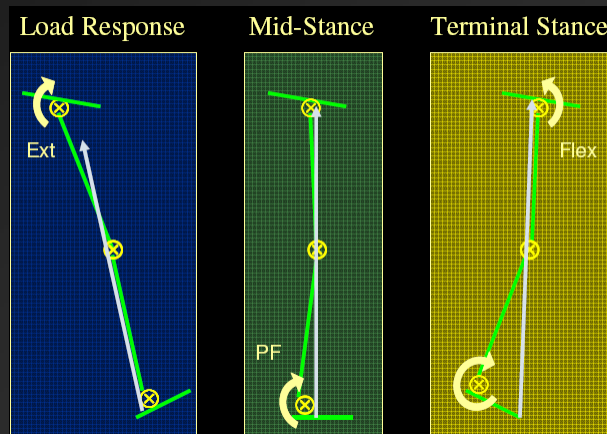 Load Response
Mid-Stance
Terminal Stance
Ext
Flex
PF